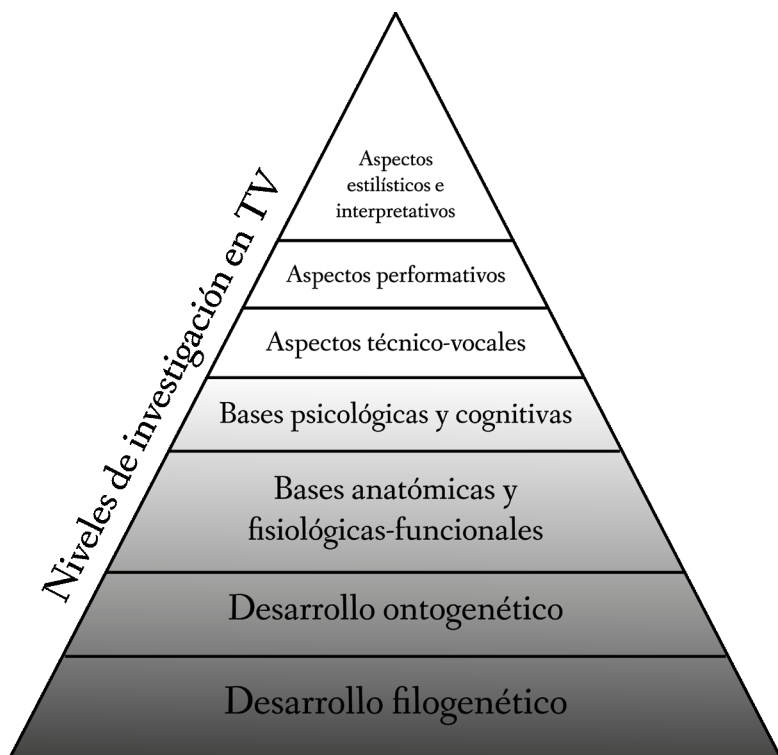 Niveles de investigación en TV
Aspectos
estilísticos e
interpretativos
Aspectos performativos
Aspectos técnico-vocales
Bases psicológicas y cognitivas
Bases anatómicas y
fisiológicas-funcionales
Desarrollo ontogenético
Desarrollo filogenético